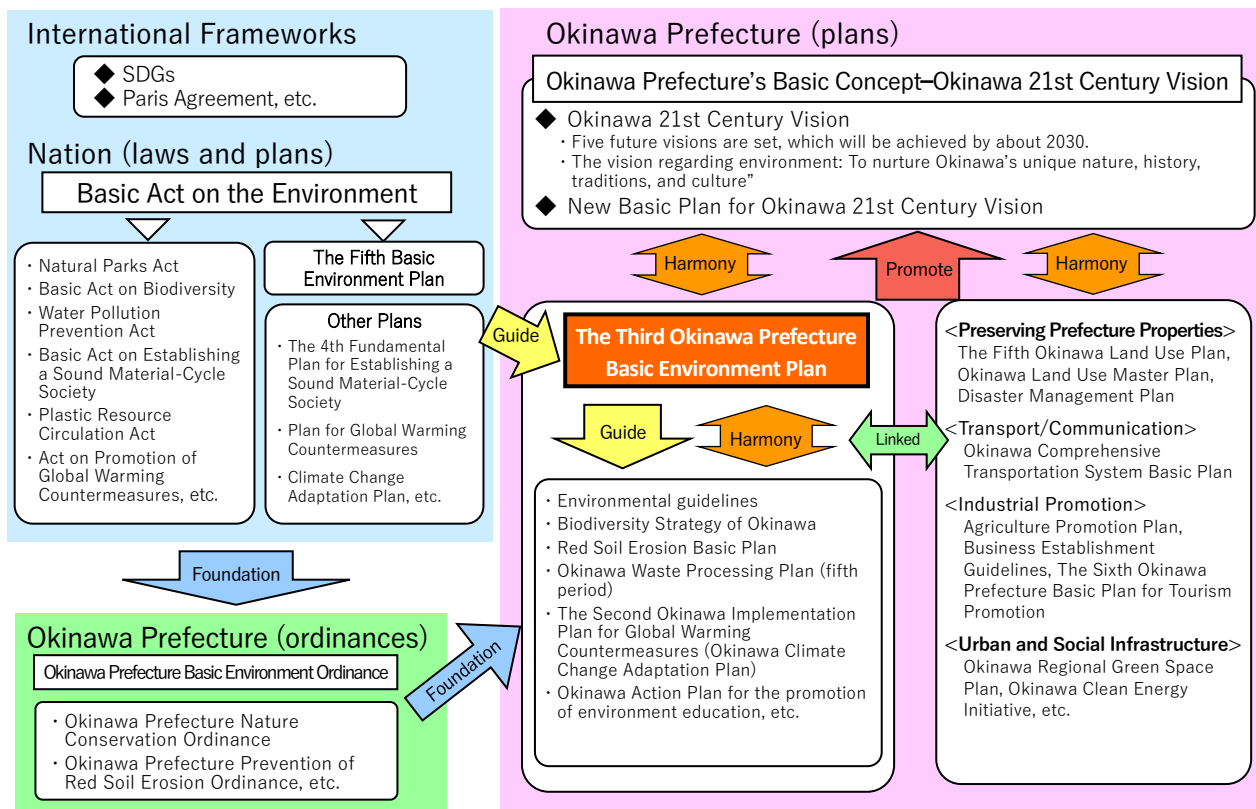 International Frameworks
◆ SDGs
◆ Paris Agreement, etc.
Nation (laws and plans)
Basic Act on the Environment
・Natural Parks Act
・Basic Act on Biodiversity
・Water Pollution
Prevention Act
・Basic Act on Establishing
a Sound Material-Cycle
Society
・Plastic Resource
Circulation Act
・Act on Promotion of
Global Warming
Countermeasures, etc.
The Fifth Basic
Environment Plan
Other Plans
・The 4th Fundamental
Plan for Establishing a
Sound Material-Cycle
Society
・Plan for Global Warming
Countermeasures
・Climate Change
Adaptation Plan, etc.
Foundation
Okinawa Prefecture (ordinances)
Okinawa Prefecture Basic Environment Ordinance
・Okinawa Prefecture Nature
Conservation Ordinance
・Okinawa Prefecture Prevention of
Red Soil Erosion Ordinance, etc.
Foundation
Guide
Okinawa Prefecture (plans)
Okinawa Prefecture's Basic Concept–Okinawa 21st Century Vision
◆ Okinawa 21st Century Vision
・Five future visions are set, which will be achieved by about 2030.
・The vision regarding environment: To nurture Okinawa's unique nature, history,
traditions, and culture”
◆ New Basic Plan for Okinawa 21st Century Vision
Harmony
Promote
Harmony
The Third Okinawa Prefecture
Basic Environment Plan
Guide
Harmony
Linked
・Environmental guidelines
・Biodiversity Strategy of Okinawa
・Red Soil Erosion Basic Plan
・Okinawa Waste Processing Plan (fifth
period)
・The Second Okinawa Implementation
Plan for Global Warming
Countermeasures (Okinawa Climate
Change Adaptation Plan)
・Okinawa Action Plan for the promotion
of environment education, etc.
<Preserving Prefecture Properties>
The Fifth Okinawa Land Use Plan,
Okinawa Land Use Master Plan,
Disaster Management Plan
<Transport/Communication>
Okinawa Comprehensive
Transportation System Basic Plan
<Industrial Promotion>
Agriculture Promotion Plan,
Business Establishment
Guidelines, The Sixth Okinawa
Prefecture Basic Plan for Tourism
Promotion
<Urban and Social Infrastructure>
Okinawa Regional Green Space
Plan, Okinawa Clean Energy
Initiative, etc.